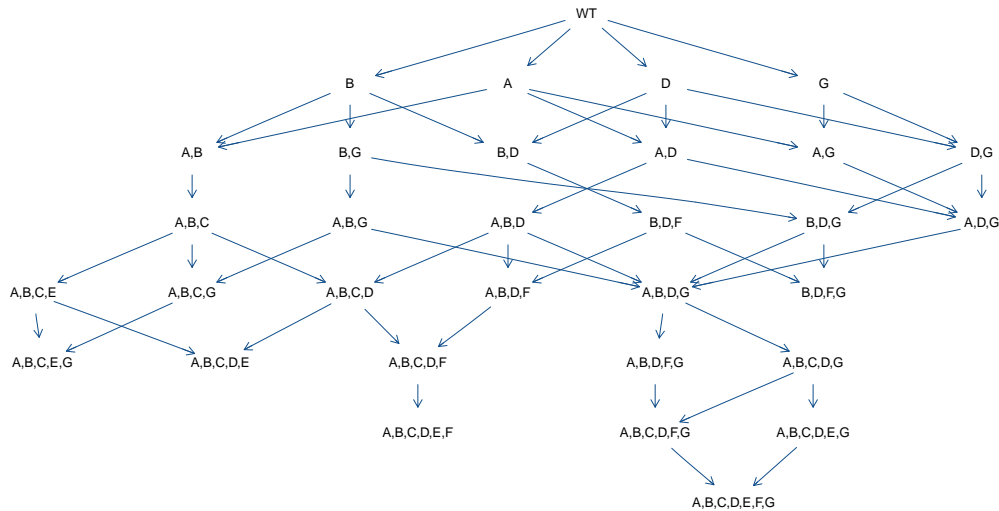 WT
B A D G
A,B B,G B,D A,D A,G D,G
A,B,C A,B,G A,B,D B,D,F B,D,G A,D,G
A,B,C,E A,B,C,G A,B,C,D A,B,D,F A,B,D,G B,D,F,G
A,B,C,E,G A,B,C,D,E A,B,C,D,F A,B,D,F,G A,B,C,D,G
A,B,C,D,E,F A,B,C,D,F,G A,B,C,D,E,G
A,B,C,D,E,F,G